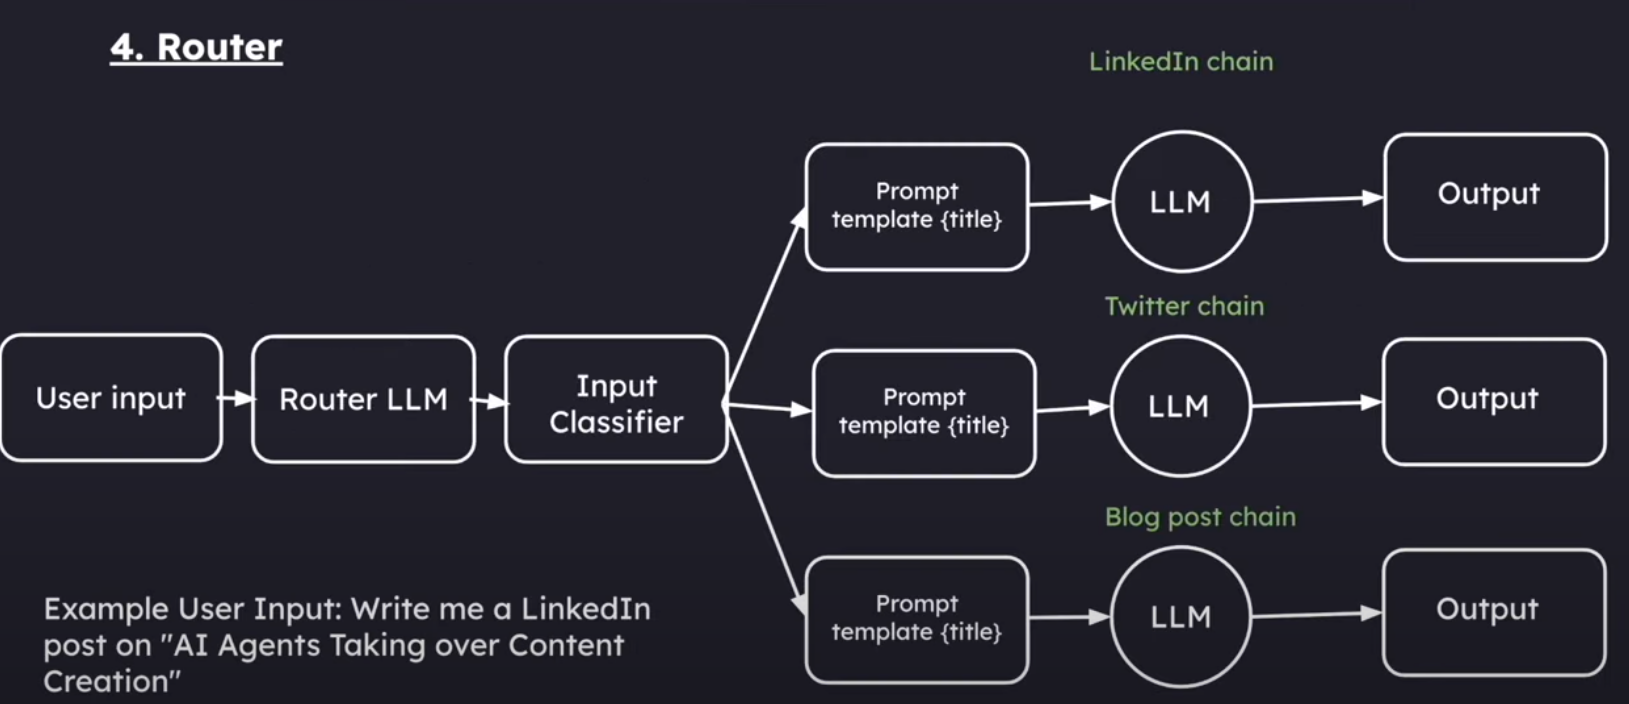 4. Router
LinkedIn chain
Prompt
template {title}
LLM
Output
Twitter chain
User input
Router LLM
Input
Classifier
Prompt
template {title}
LLM
Output
Blog post chain
Prompt
template {title}
LLM
Output
Example User Input: Write me a LinkedIn
post on "AI Agents Taking over Content
Creation"